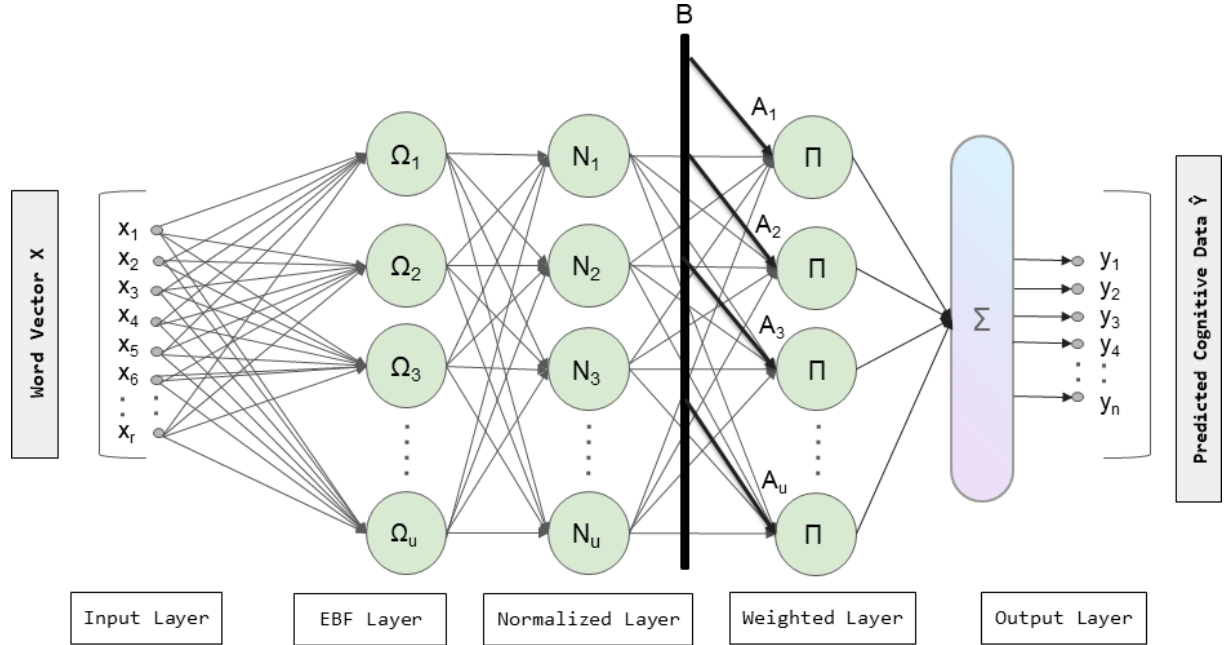 B
Word Vector X
x1
x2
x3
x4
x5
x6
xr
Ω1
Ω2
Ω3
Ωu
N1
N2
N3
Nu
A1
A2
A3
Au
Π
Π
Π
Π
Σ
y1
y2
y3
y4
yn
Predicted Cognitive Data Ŷ
Input Layer
EBF Layer
Normalized Layer
Weighted Layer
Output Layer